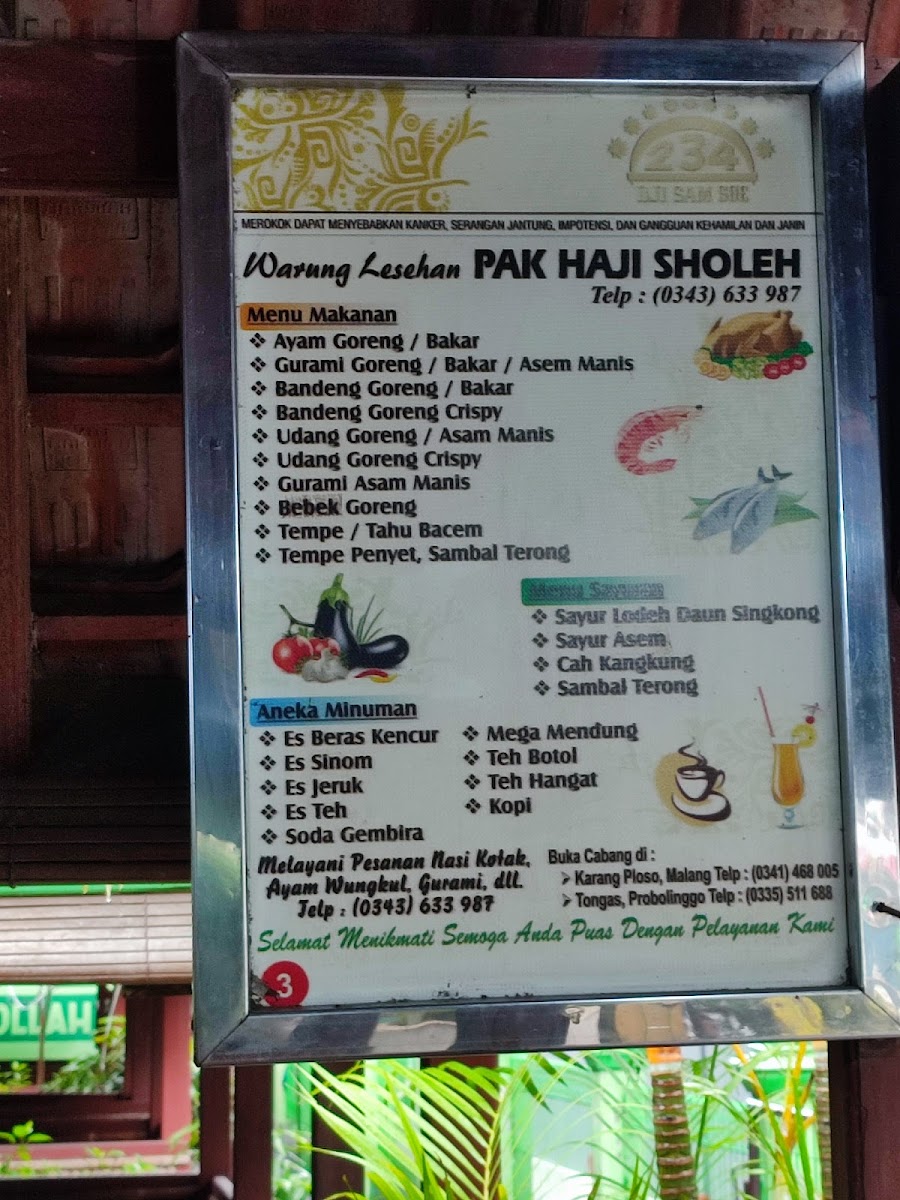 234
DJI SAM SOE
MEROKOK DAPAT MENYEBABKAN KANKER, SERANGAN JANTUNG, IMPOTENSI, DAN GANGGUAN KEHAMILAN DAN JANIN
Warung Lesehan PAK HAJI SHOLEH
Telp : (0343) 633 987
Menu Makanan
❖ Ayam Goreng / Bakar
❖ Gurami Goreng / Bakar / Asem Manis
❖ Bandeng Goreng / Bakar
❖ Bandeng Goreng Crispy
❖ Udang Goreng / Asam Manis
❖ Udang Goreng Crispy
❖ Gurami Asam Manis
❖ Bebek Goreng
❖ Tempe / Tahu Bacem
❖ Tempe Penyet, Sambal Terong
Menu Sayuran
❖ Sayur Lodeh Daun Singkong
❖ Sayur Asem
❖ Cah Kangkung
❖ Sambal Terong
Aneka Minuman
❖ Es Beras Kencur
❖ Es Sinom
❖ Es Jeruk
❖ Es Teh
❖ Soda Gembira
❖ Mega Mendung
❖ Teh Botol
❖ Teh Hangat
❖ Kopi
Melayani Pesanan Nasi Kotak,
Ayam Wungkul, Gurami, dll.
Telp : (0343) 633 987
Buka Cabang di :
➢ Karang Ploso, Malang Telp : (0341) 468 005
➢ Tongas, Probolinggo Telp : (0335) 511 688
Selamat Menikmati Semoga Anda Puas Dengan Pelayanan Kami
3
OLLAH